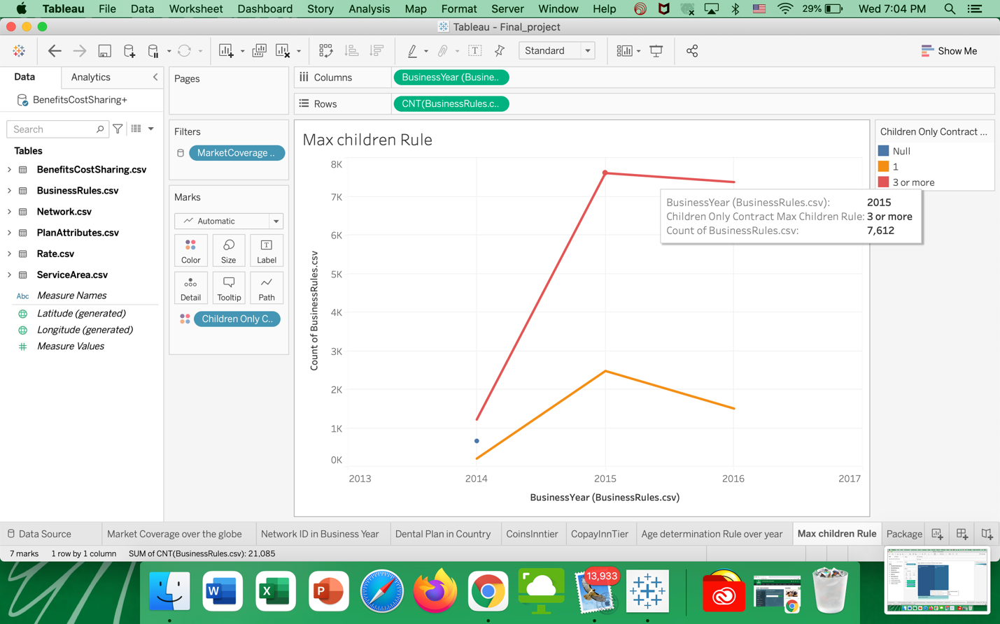 Tableau File Data Worksheet Dashboard Story Analysis Map Format Server Window Help 29% Wed 7:04 PM
Tableau - Final_project
Standard
Show Me
Data Analytics
BenefitsCostSharing+
Search
Tables
BenefitsCostSharing.csv
BusinessRules.csv
Network.csv
PlanAttributes.csv
Rate.csv
ServiceArea.csv
Abc Measure Names
Latitude (generated)
Longitude (generated)
Measure Values
Pages
Filters
MarketCoverage ..
Marks
Automatic
Color Size Label
Detail Tooltip Path
Children Only C..
Columns BusinessYear (Busine..
Rows CNT(BusinessRules.c..
Max children Rule
8K
7K
6K
5K
4K
3K
2K
1K
0K
Count of BusinessRules.csv
2013 2014 2015 2016 2017
BusinessYear (BusinessRules.csv)
BusinessYear (BusinessRules.csv): 2015
Children Only Contract Max Children Rule: 3 or more
Count of BusinessRules.csv: 7,612
Children Only Contract ...
Null
1
3 or more
Data Source Market Coverage over the globe Network ID in Business Year Dental Plan in Country CoinsInntier CopayInnTier Age determination Rule over year Max children Rule Package
7 marks 1 row by 1 column SUM of CNT(BusinessRules.csv): 21,085
W
X
P
13,933